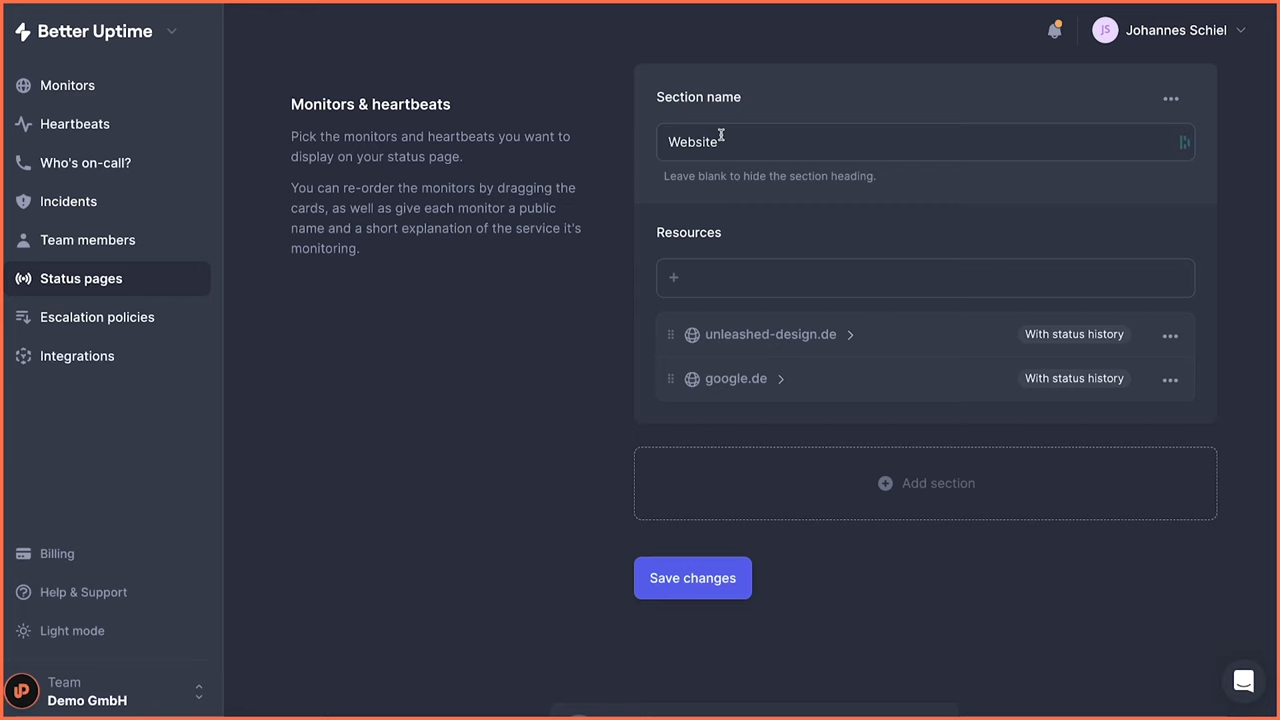 Better Uptime
JS
Johannes Schiel
Monitors
Heartbeats
Who's on-call?
Incidents
Team members
Status pages
Escalation policies
Integrations
Billing
Help & Support
Light mode
Team
Demo GmbH
Monitors & heartbeats
Pick the monitors and heartbeats you want to
display on your status page.
You can re-order the monitors by dragging the
cards, as well as give each monitor a public
name and a short explanation of the service it's
monitoring.
Section name
Website
Leave blank to hide the section heading.
Resources
unleashed-design.de
With status history
google.de
With status history
Add section
Save changes